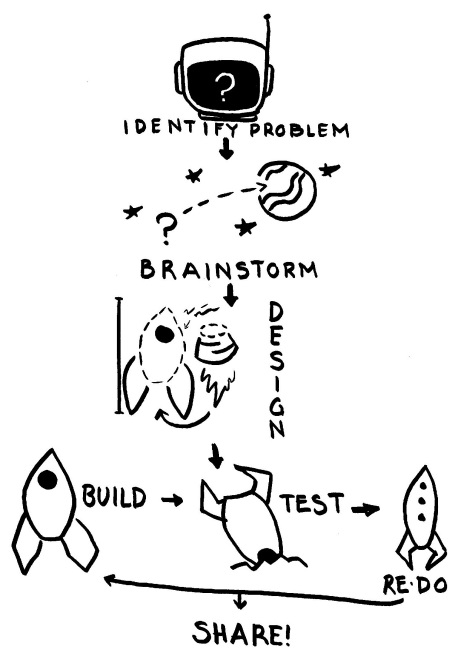 ?
IDENTIFY PROBLEM
?
BRAINSTORM
DESIGN
BUILD
TEST
RE-DO
SHARE!